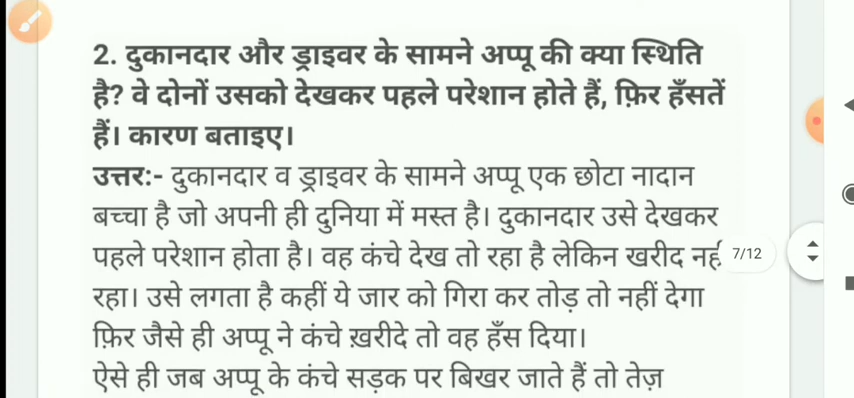 2. दुकानदार और ड्राइवर के सामने अप्पू की क्या स्थिति
है? वे दोनों उसको देखकर पहले परेशान होते हैं, फ़िर हँसतें
हैं। कारण बताइए।
उत्तर:- दुकानदार व ड्राइवर के सामने अप्पू एक छोटा नादान
बच्चा है जो अपनी ही दुनिया में मस्त है। दुकानदार उसे देखकर
पहले परेशान होता है। वह कंचे देख तो रहा है लेकिन खरीद
7/12
रहा। उसे लगता है कहीं ये जार को गिरा कर तोड़ तो नहीं देगा
फ़िर जैसे ही अप्पू ने कंचे ख़रीदे तो वह हँस दिया।
ऐसे ही जब अप्पू के कंचे सड़क पर बिखर जाते हैं तो तेज़